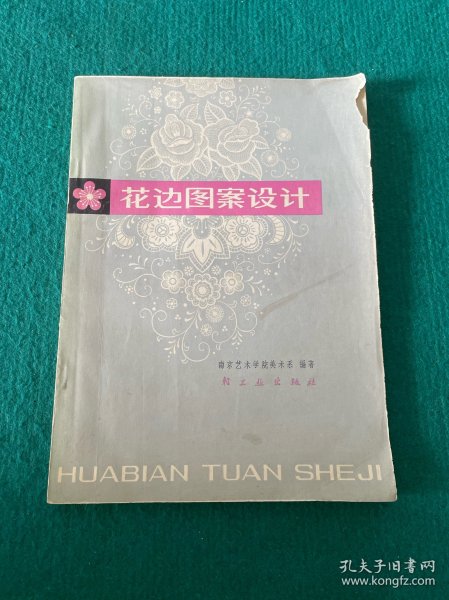 花边图案设计
南京艺术学院美术系 编著
轻工业出版社
HUABIAN TUAN SHEJI
孔夫子旧书网
www.kongfz.com